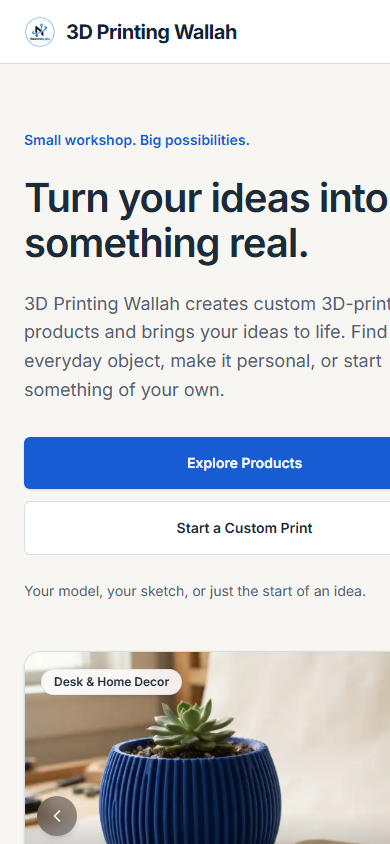 3D Printing Wallah
Small workshop. Big possibilities.
Turn your ideas into
something real.
3D Printing Wallah creates custom 3D-print
products and brings your ideas to life. Find
everyday object, make it personal, or start
something of your own.
Explore Products
Start a Custom Print
Your model, your sketch, or just the start of an idea.
Desk & Home Decor